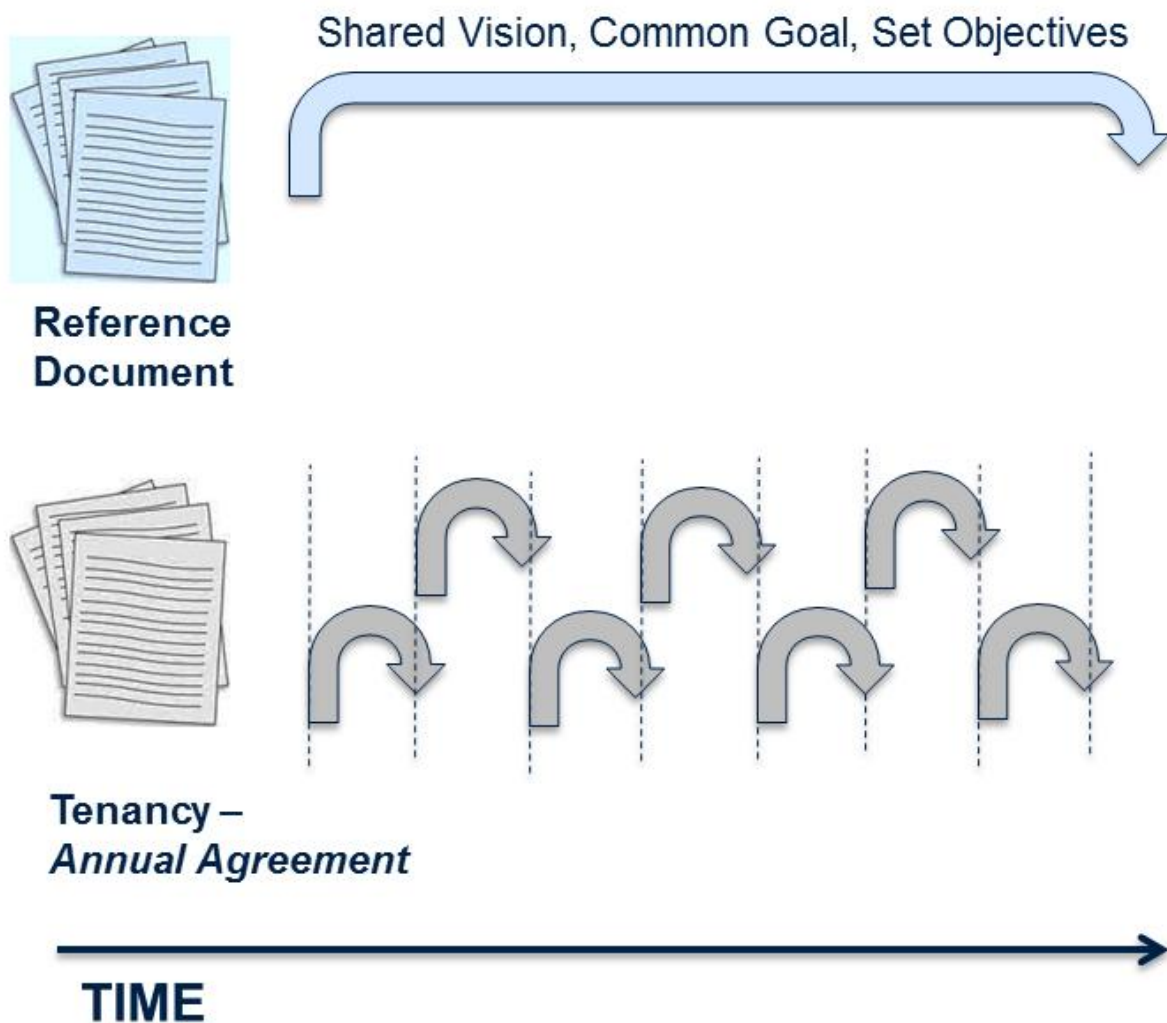 Shared Vision, Common Goal, Set Objectives
Reference
Document
Tenancy –
Annual Agreement
TIME